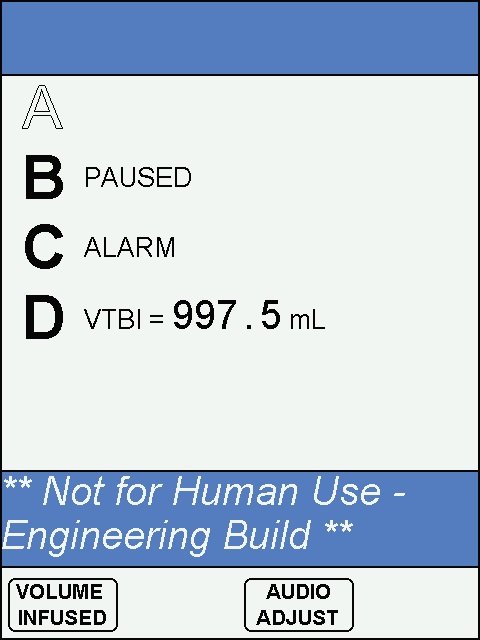 A
B PAUSED
C ALARM
D VTBI = 997.5 mL
** Not for Human Use -
Engineering Build **
VOLUME INFUSED
AUDIO ADJUST